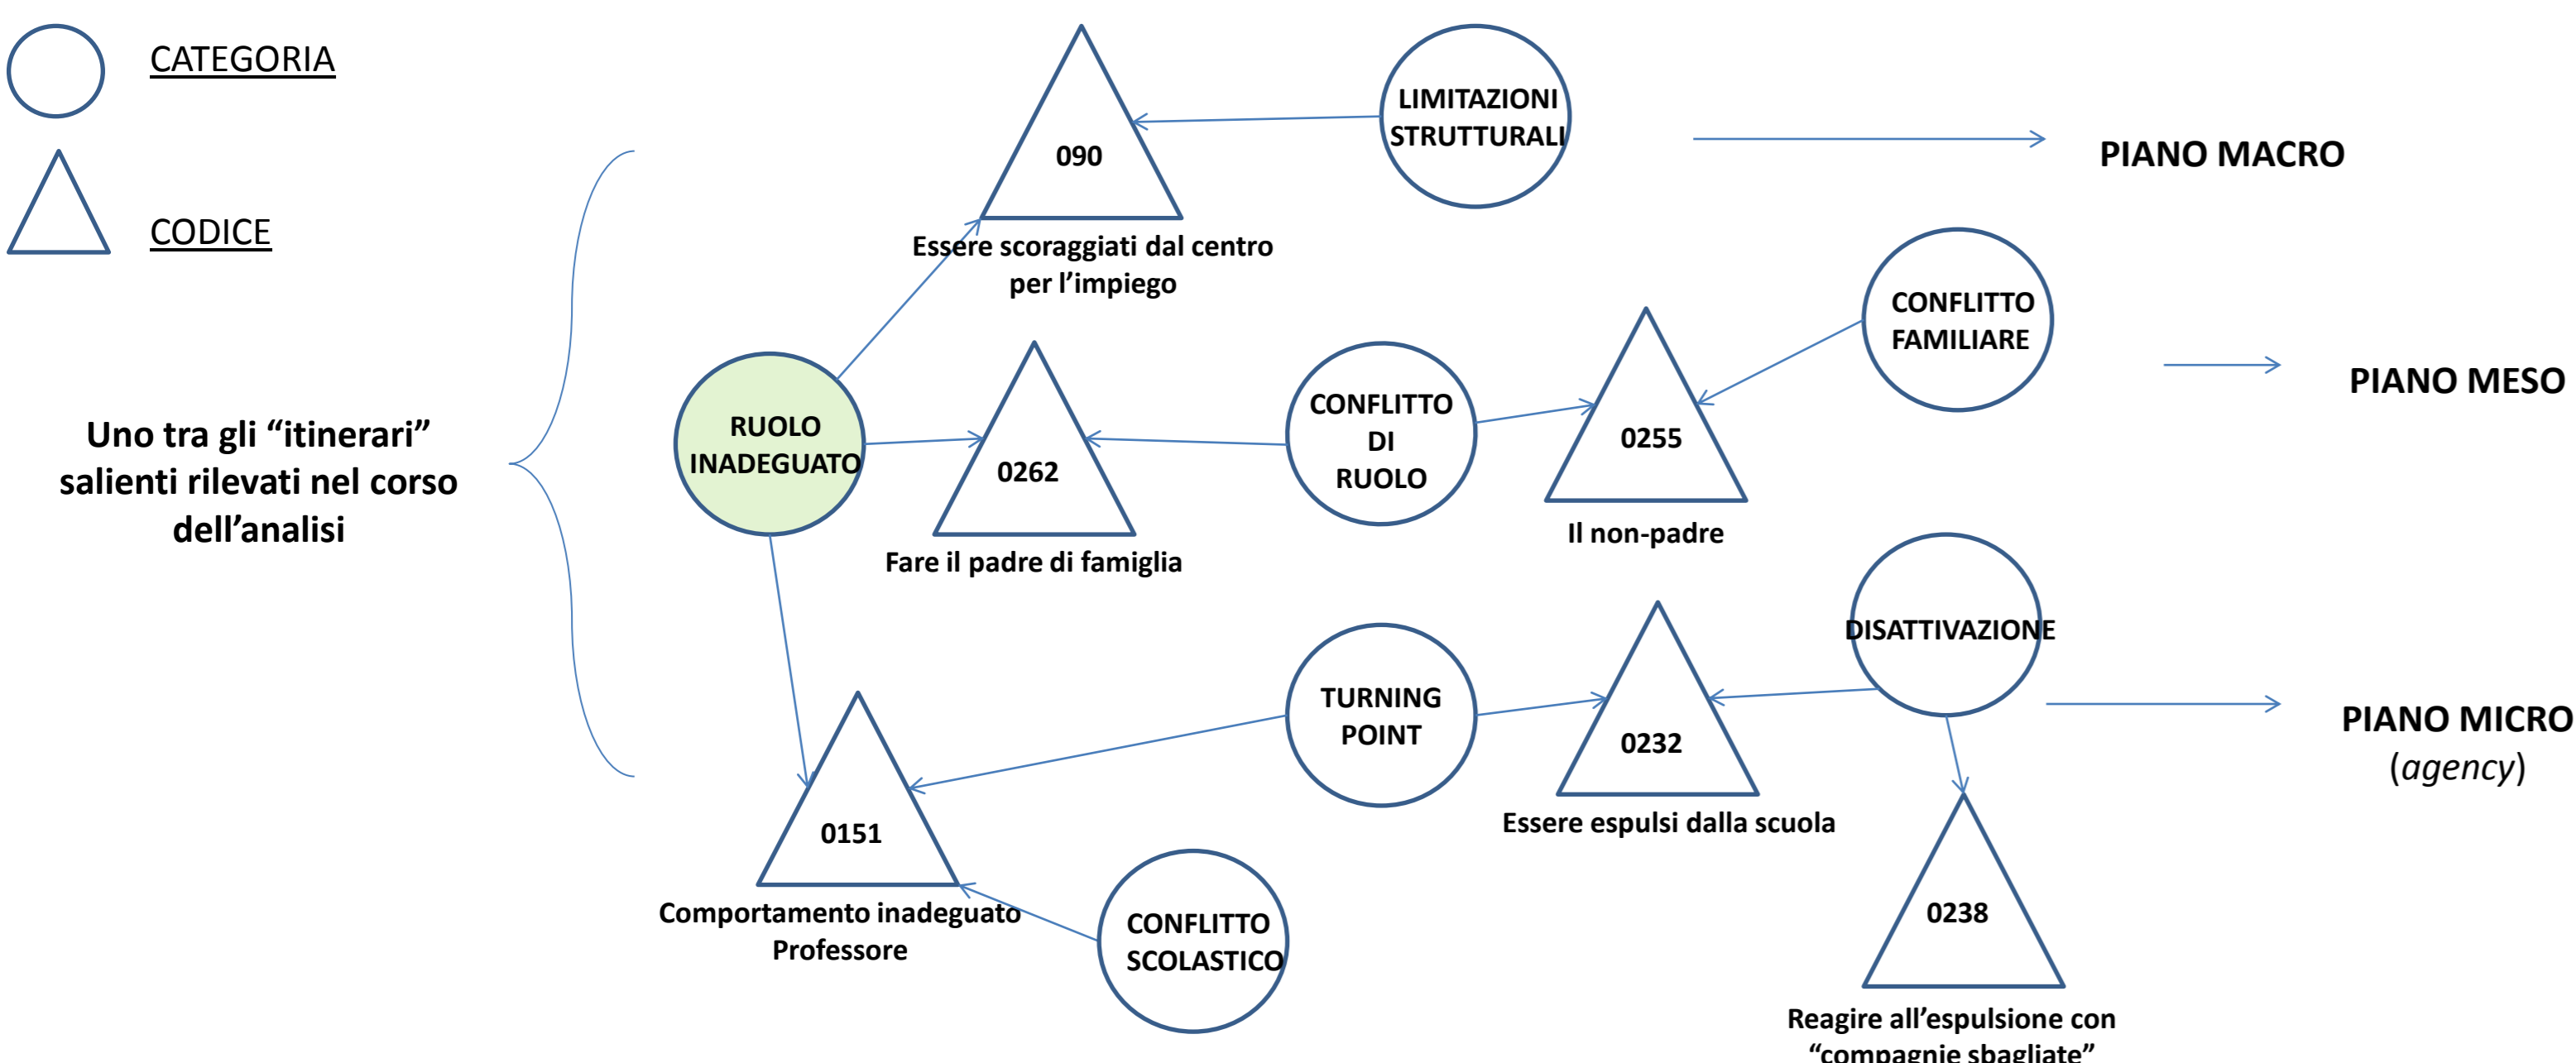 CATEGORIA
CODICE
Uno tra gli “itinerari”
salienti rilevati nel corso
dell’analisi
090
Essere scoraggiati dal centro
per l’impiego
LIMITAZIONI
STRUTTURALI
PIANO MACRO
RUOLO
INADEGUATO
0262
Fare il padre di famiglia
CONFLITTO
DI
RUOLO
0255
Il non-padre
CONFLITTO
FAMILIARE
PIANO MESO
0151
Comportamento inadeguato
Professore
CONFLITTO
SCOLASTICO
TURNING
POINT
0232
Essere espulsi dalla scuola
DISATTIVAZIONE
PIANO MICRO
(agency)
0238
Reagire all’espulsione con
“compagnie sbagliate”